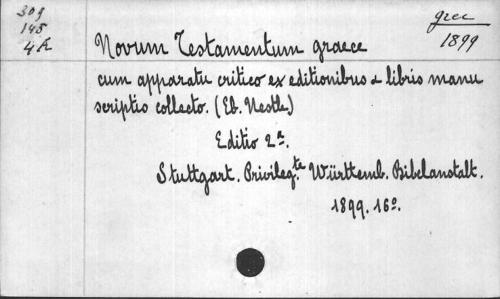 309
145
4 h
graec
1899
Novum Testamentum graece
cum apparatu critico ex editionibus & libris manu
scriptis collecto. (Eb. Nestle)
Editio 2a.
Stuttgart. Privileg.te Württemb. Bibelanstalt.
1899. 16o.